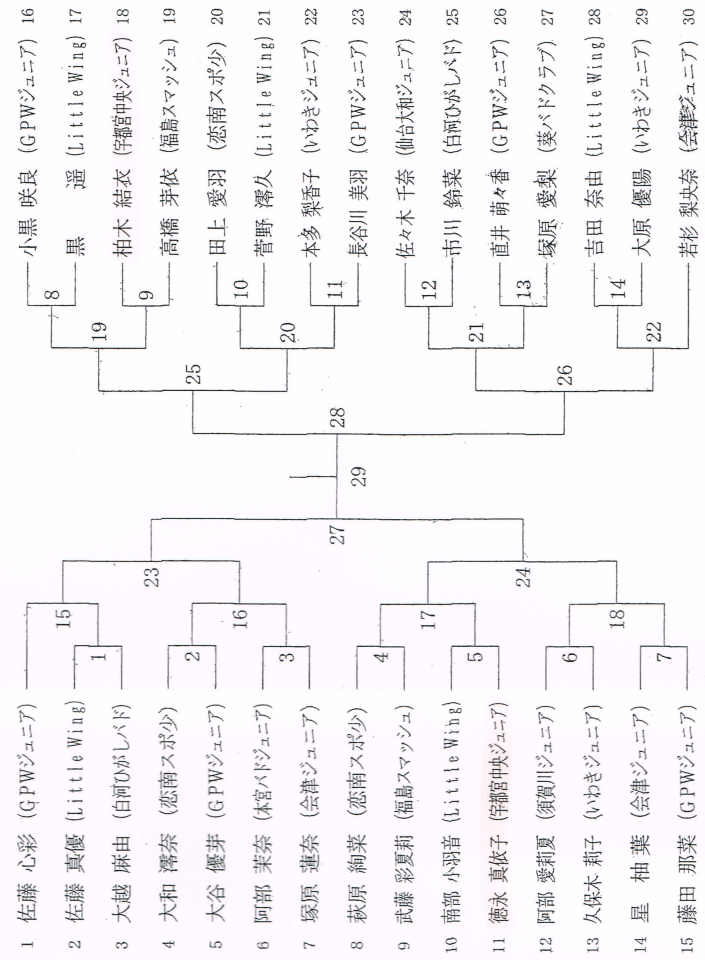 1 佐藤 心彩 (GPWジュニア)
2 佐藤 真優 (Little Wing)
3 大越 麻由 (白河ひがしバド)
4 大和 澪奈 (恋南スポ少)
5 大谷 優芽 (GPWジュニア)
6 阿部 茉奈 (本宮バドジュニア)
7 塚原 蓮奈 (会津ジュニア)
8 萩原 絢菜 (恋南スポ少)
9 武藤 彩夏莉 (福島スマッシュ)
10 南部 小羽音 (Little Wing)
11 徳永 真依子 (宇都宮中央ジュニア)
12 阿部 愛莉夏 (須賀川ジュニア)
13 久保木 莉子 (いわきジュニア)
14 星 柚葉 (会津ジュニア)
15 藤田 那菜 (GPWジュニア)
1
2
3
4
5
6
7
15
16
17
18
23
24
27
29
28
25
26
19
20
21
22
8
9
10
11
12
13
14
小黒 咲良 (GPWジュニア) 16
黒 遥 (Little Wing) 17
柏木 結衣 (宇都宮中央ジュニア) 18
高橋 芽依 (福島スマッシュ) 19
田上 愛羽 (恋南スポ少) 20
菅野 澪久 (Little Wing) 21
本多 梨香子 (いわきジュニア) 22
長谷川 美羽 (GPWジュニア) 23
佐々木 千奈 (仙台大和ジュニア) 24
市川 鈴菜 (白河ひがしバド) 25
直井 萌々香 (GPWジュニア) 26
塚原 愛梨 (葵バドクラブ) 27
吉田 奈由 (Little Wing) 28
大原 優陽 (いわきジュニア) 29
若杉 梨央奈 (会津ジュニア) 30